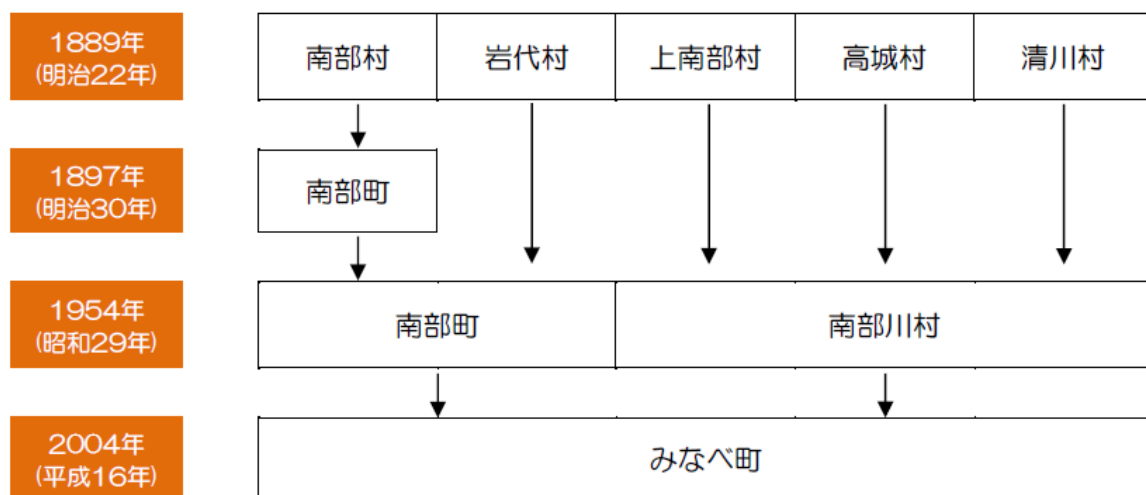 1889年
(明治22年)
南部村
岩代村
上南部村
高城村
清川村
1897年
(明治30年)
南部町
1954年
(昭和29年)
南部町
南部川村
2004年
(平成16年)
みなべ町